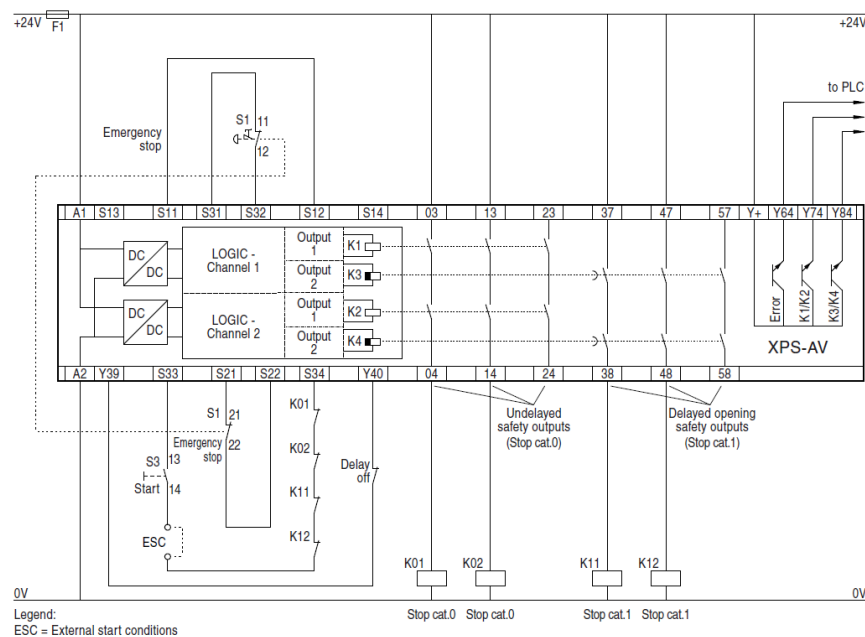 +24V
F1
+24V
to PLC
S1
11
Emergency
stop
12
A1 S13 S11 S31 S32 S12 S14 03 13 23 37 47 57 Y+ Y64 Y74 Y84
DC
DC
LOGIC -
Channel 1
Output
1
K1
Output
2
K3
DC
DC
LOGIC -
Channel 2
Output
1
K2
Output
2
K4
Error
K1/K2
K3/K4
XPS-AV
A2 Y39 S33 S21 S22 S34 Y40 04 14 24 38 48 58
S1
21
Emergency
stop
22
K01
K02
K11
K12
Undelayed
safety outputs
(Stop cat.0)
Delayed opening
safety outputs
(Stop cat.1)
S3
13
Start
14
Delay
off
ESC
K01
K02
K11
K12
0V
0V
Legend:
ESC = External start conditions
Stop cat.0
Stop cat.0
Stop cat.1
Stop cat.1